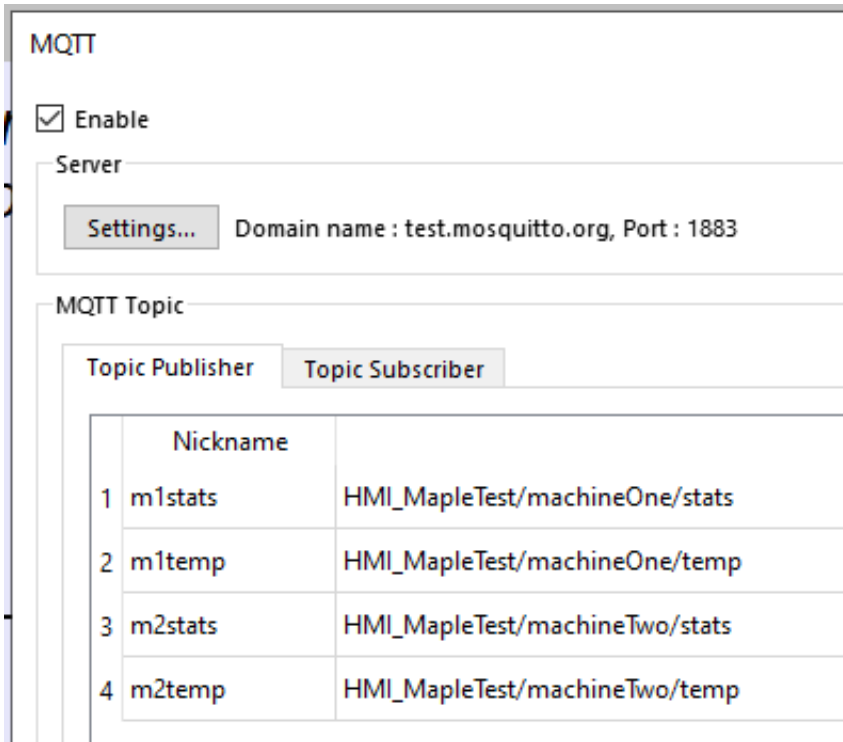 MQTT
Enable
Server
Settings... Domain name : test.mosquitto.org, Port : 1883
MQTT Topic
Topic Publisher Topic Subscriber
Nickname
1 m1stats HMI_MapleTest/machineOne/stats
2 m1temp HMI_MapleTest/machineOne/temp
3 m2stats HMI_MapleTest/machineTwo/stats
4 m2temp HMI_MapleTest/machineTwo/temp